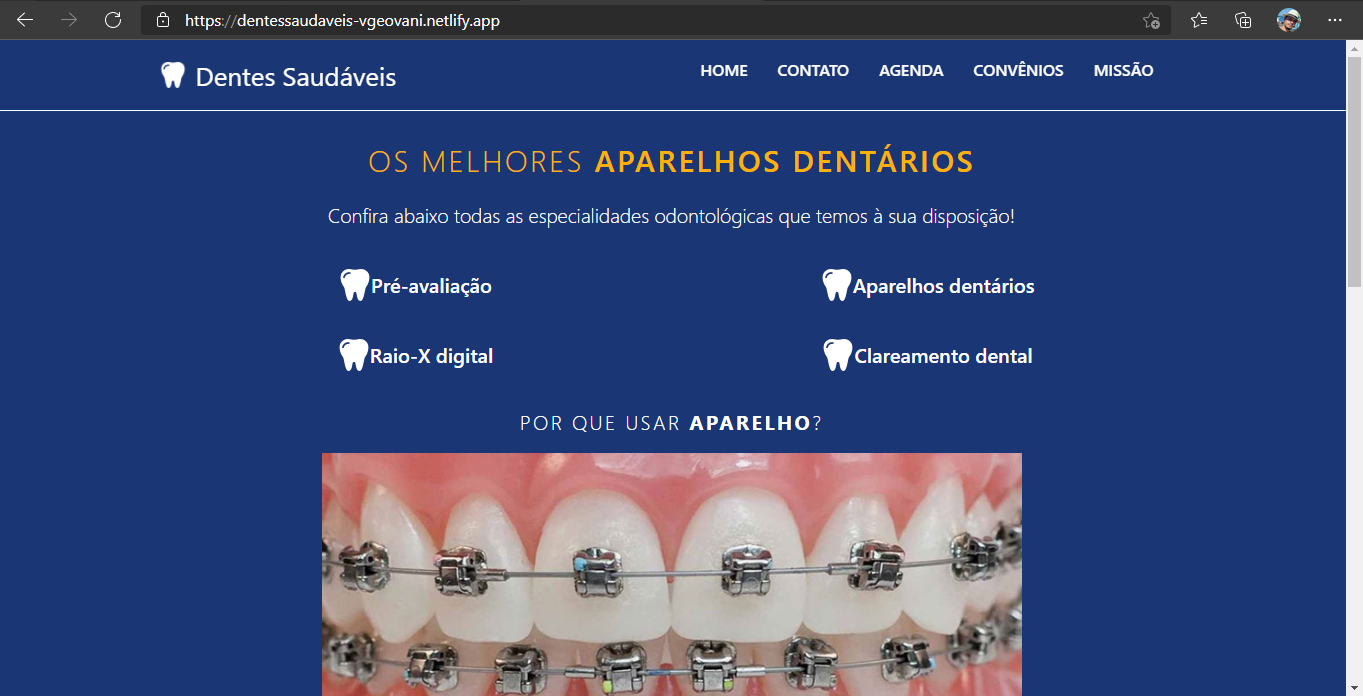 https://dentessaudaveis-vgeovani.netlify.app
Dentes Saudáveis
HOME CONTATO AGENDA CONVÊNIOS MISSÃO
OS MELHORES APARELHOS DENTÁRIOS
Confira abaixo todas as especialidades odontológicas que temos à sua disposição!
Pré-avaliação Aparelhos dentários
Raio-X digital Clareamento dental
POR QUE USAR APARELHO?